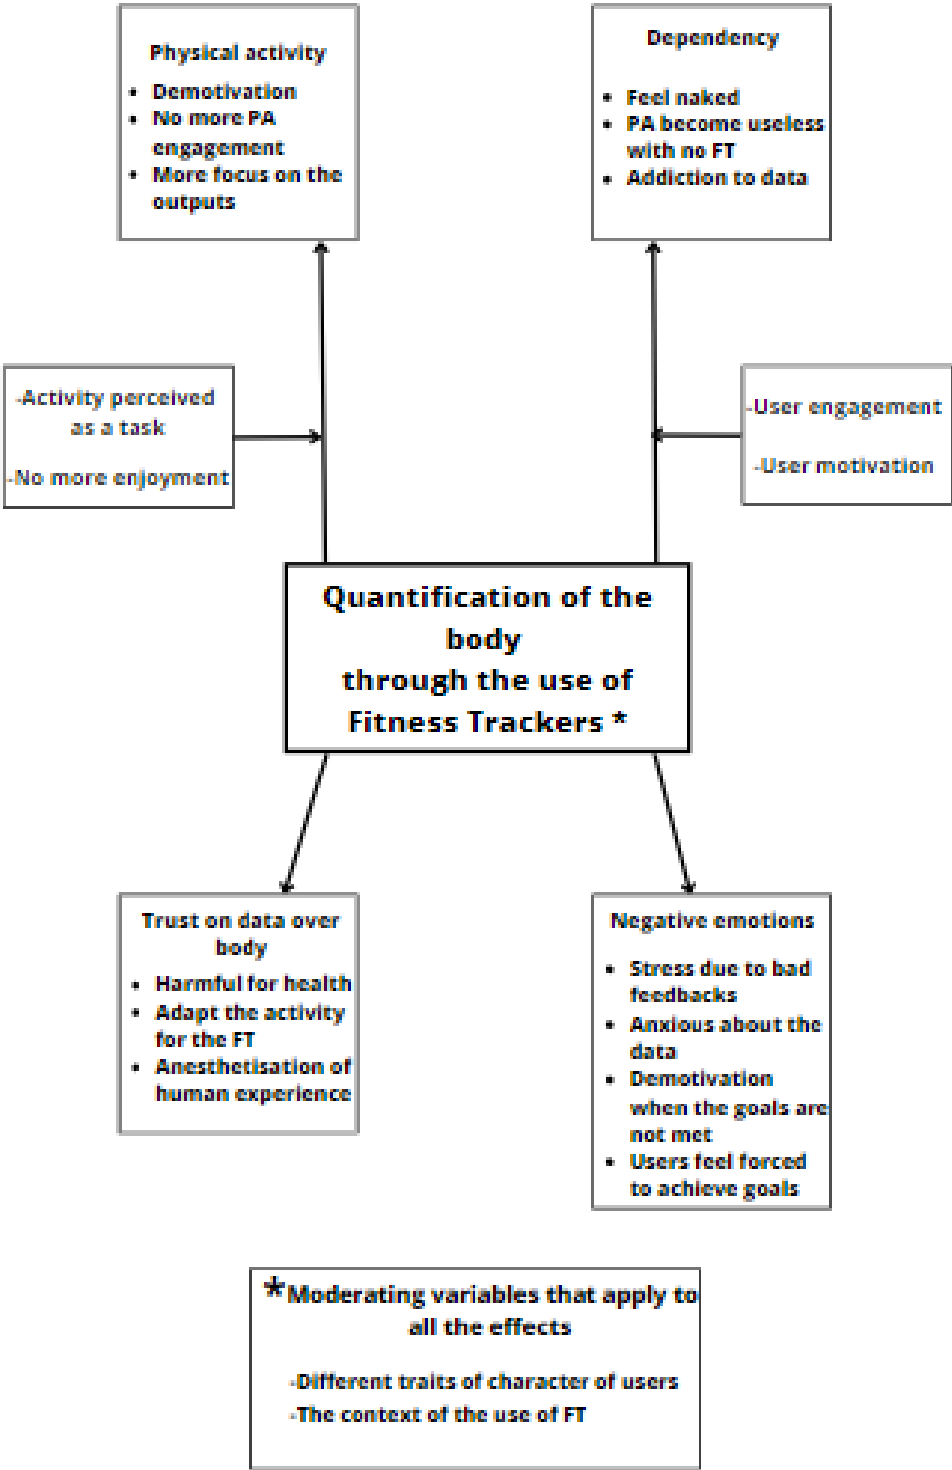 Physical activity
• Demotivation
• No more PA
engagement
• More focus on the
outputs
Dependency
• Feel naked
• PA become useless
with no FT
• Addiction to data
-Activity perceived
as a task
-No more enjoyment
-User engagement
-User motivation
Quantification of the
body
through the use of
Fitness Trackers *
Trust on data over
body
• Harmful for health
• Adapt the activity
for the FT
• Anesthetisation of
human experience
Negative emotions
• Stress due to bad
feedbacks
• Anxious about the
data
• Demotivation
when the goals are
not met
• Users feel forced
to achieve goals
*Moderating variables that apply to
all the effects
-Different traits of character of users
-The context of the use of FT